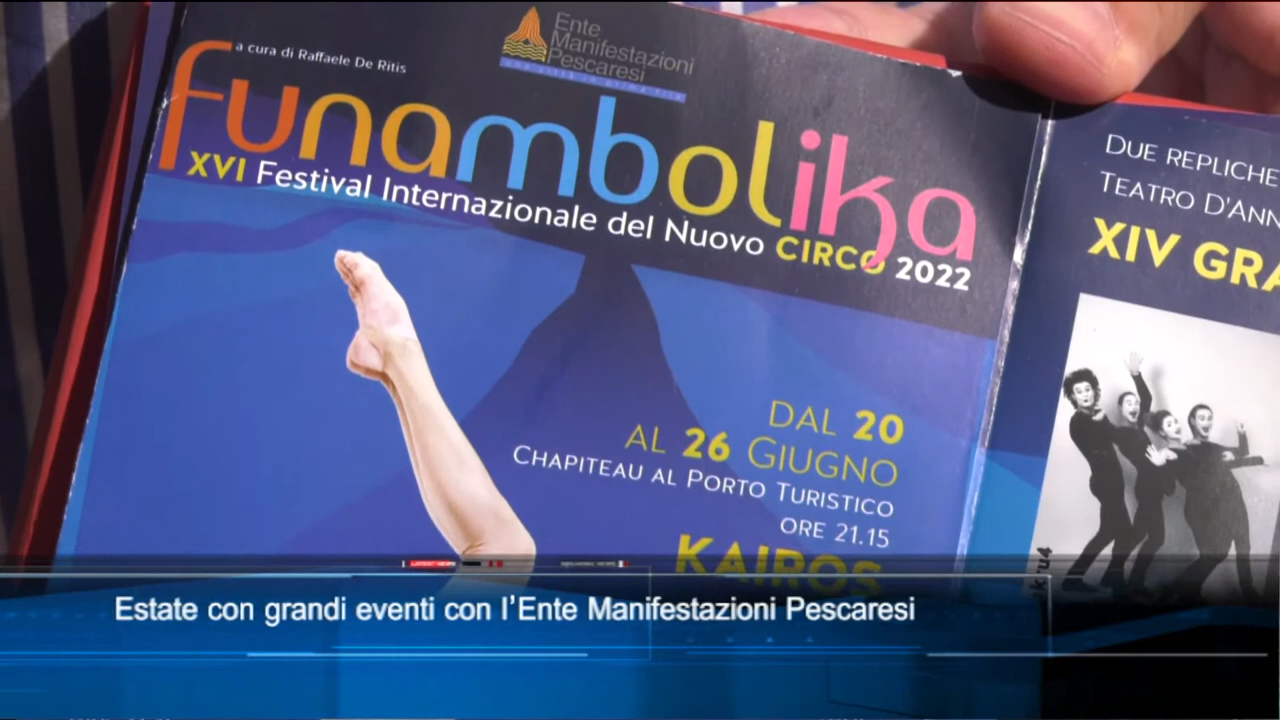 Ente
Manifestazioni
Pescaresi
a cura di Raffaele De Ritis
funambolika
XVI Festival Internazionale del Nuovo CIRCO 2022
DAL 20
AL 26 GIUGNO
CHAPITEAU AL PORTO TURISTICO
ORE 21.15
KAIROS
DUE REPLICHE
TEATRO D'ANN
XIV GRA
LATEST NEWS
Estate con grandi eventi con l'Ente Manifestazioni Pescaresi